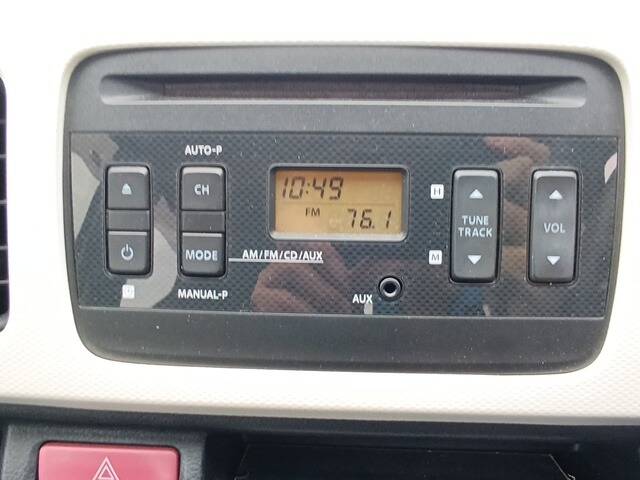 AUTO-P
CH
10:49
FM 76.1
H
TUNE
TRACK
VOL
MODE
AM/FM/CD/AUX
M
MANUAL-P
AUX